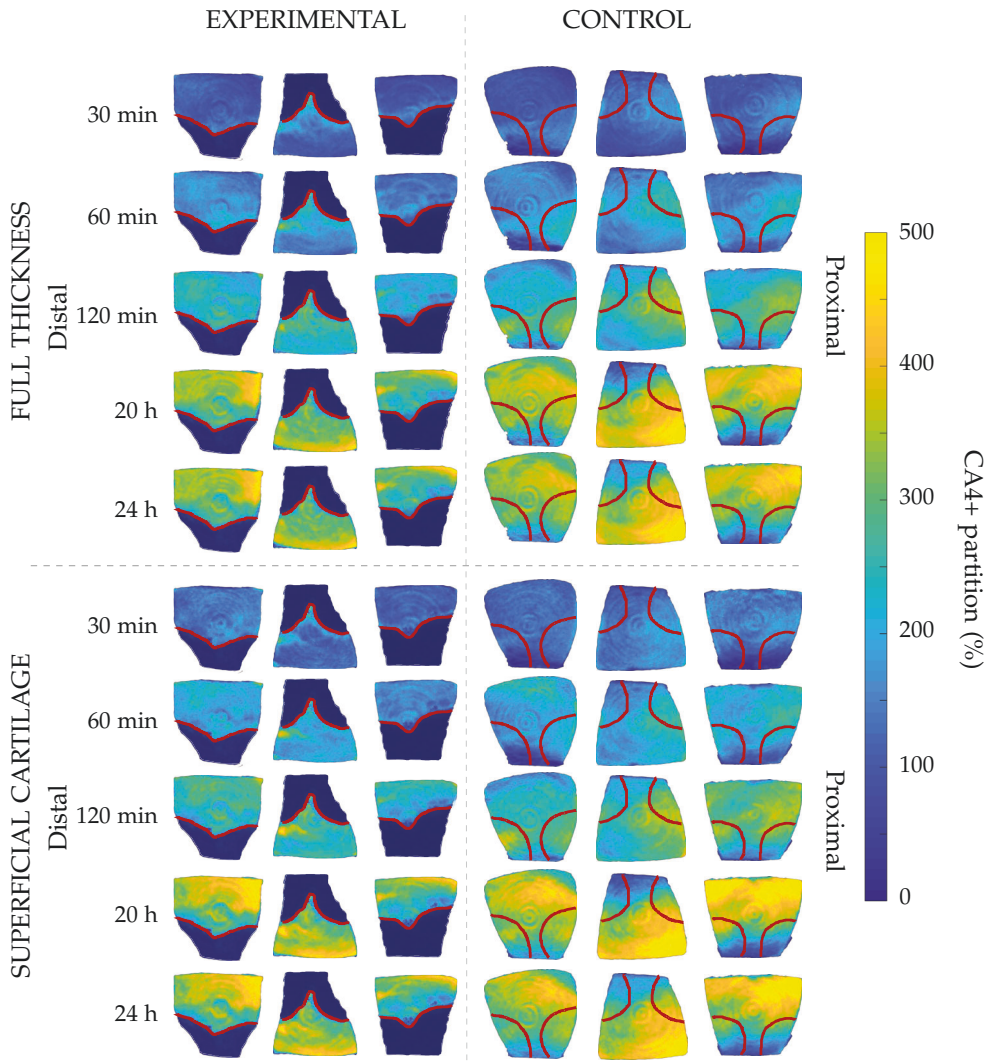 EXPERIMENTAL
CONTROL
FULL THICKNESS
Distal
30 min
60 min
120 min
20 h
24 h
Proximal
SUPERFICIAL CARTILAGE
Distal
30 min
60 min
120 min
20 h
24 h
Proximal
500
400
300
200
100
0
CA4+ partition (%)